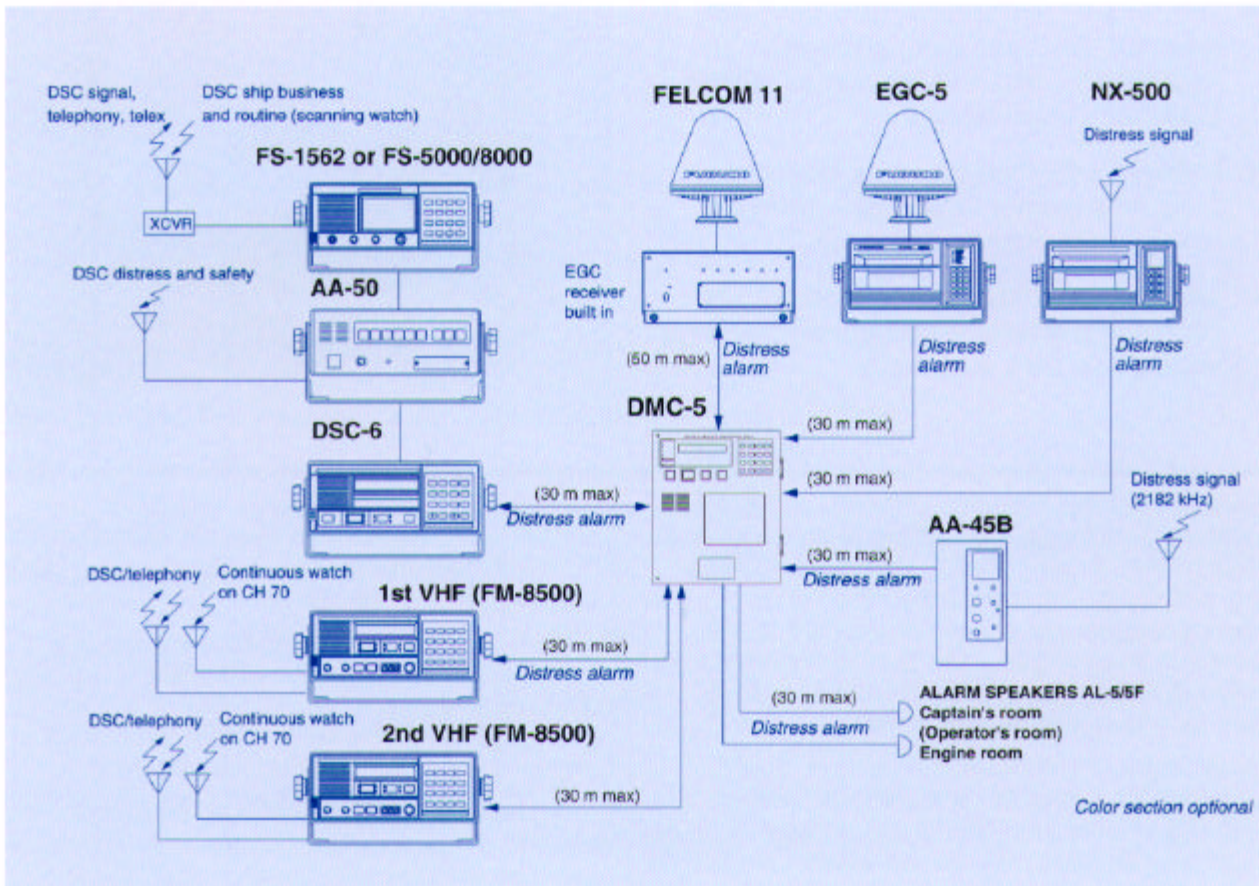 DSC signal,
telephony, telex
DSC ship business
and routine (scanning watch)
FS-1562 or FS-5000/8000
XCVR
DSC distress and safety
AA-50
DSC-6
FELCOM 11
FURUNO
EGC
receiver
built in
(50 m max)
Distress
alarm
EGC-5
FURUNO
Distress
alarm
(30 m max)
NX-500
Distress signal
Distress
alarm
(30 m max)
DMC-5
(30 m max)
Distress alarm
Distress signal
(2182 kHz)
AA-45B
(30 m max)
Distress alarm
DSC/telephony
Continuous watch
on CH 70
1st VHF (FM-8500)
(30 m max)
Distress alarm
DSC/telephony
Continuous watch
on CH 70
2nd VHF (FM-8500)
(30 m max)
(30 m max)
Distress alarm
ALARM SPEAKERS AL-5/5F
Captain's room
(Operator's room)
Engine room
Color section optional